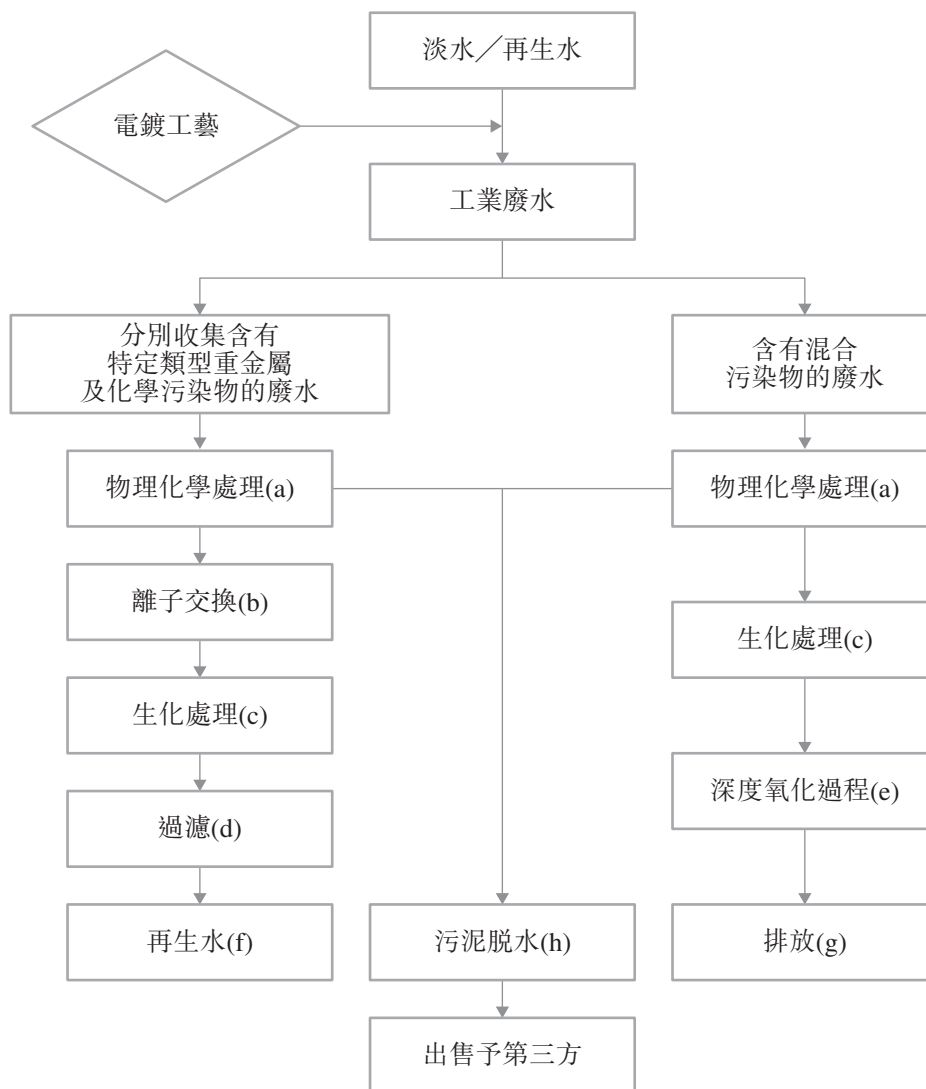 淡水／再生水
電鍍工藝
工業廢水
分別收集含有
特定類型重金屬
及化學污染物的廢水
含有混合
污染物的廢水
物理化學處理(a)
物理化學處理(a)
離子交換(b)
生化處理(c)
生化處理(c)
過濾(d)
深度氧化過程(e)
再生水(f)
污泥脱水(h)
排放(g)
出售予第三方